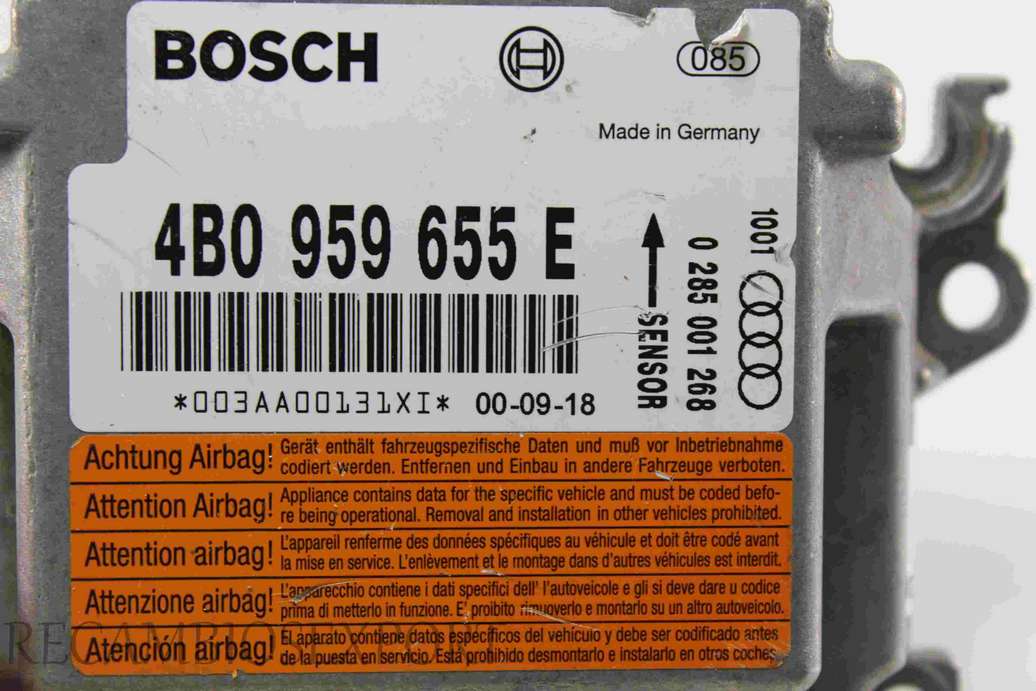 BOSCH
085
Made in Germany
4B0 959 655 E
*003AA00131XI* 00-09-18
SENSOR
0 285 001 268
1001
Achtung Airbag! Gerät enthält fahrzeugspezifische Daten und muß vor Inbetriebnahme
codiert werden. Entfernen und Einbau in andere Fahrzeuge verboten.
Attention Airbag! Appliance contains data for the specific vehicle and must be coded befo-
re being operational. Removal and installation in other vehicles prohibited.
Attention airbag! L'appareil renferme des données spécifiques au véhicule et doit être codé avant
la mise en service. L'enlèvement et le montage dans d'autres véhicules est interdit.
Attenzione airbag! L'apparecchio contiene i dati specifici dell' l'autoveicole e gli si deve dare u codice
prima di metterlo in funzione. E' proibito rimuoverlo e montarlo su un altro autoveicolo.
Atención airbag! El aparato contiene datos específicos del vehículo y debe ser codificado antes
de la puesta en servicio. Está prohibido desmontarlo e instalarlo en otros coches.
RECAMBIOSEXPORT